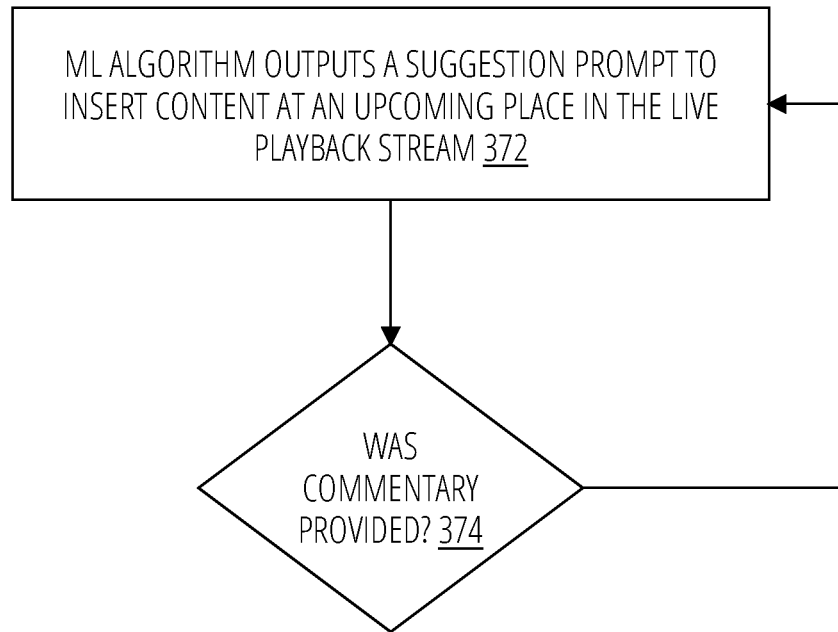 ML ALGORITHM OUTPUTS A SUGGESTION PROMPT TO
INSERT CONTENT AT AN UPCOMING PLACE IN THE LIVE
PLAYBACK STREAM 372
WAS
COMMENTARY
PROVIDED? 374